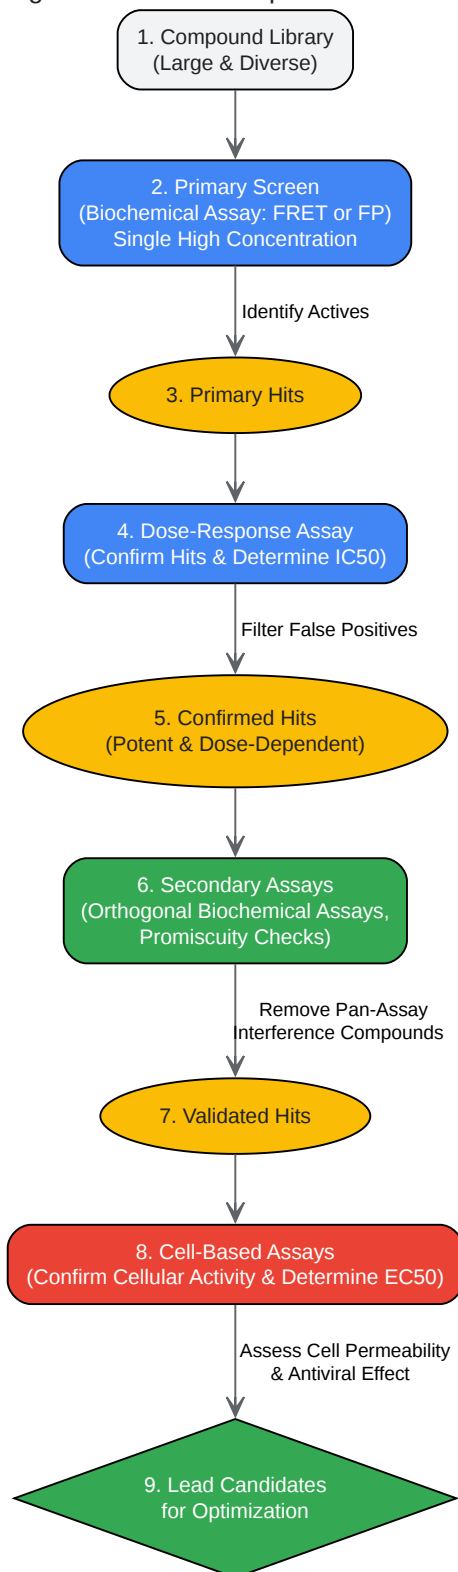 1. Compound Library
(Large & Diverse)
2. Primary Screen
(Biochemical Assay: FRET or FP)
Single High Concentration
Identify Actives
3. Primary Hits
4. Dose-Response Assay
(Confirm Hits & Determine IC50)
Filter False Positives
5. Confirmed Hits
(Potent & Dose-Dependent)
6. Secondary Assays
(Orthogonal Biochemical Assays,
Promiscuity Checks)
Remove Pan-Assay
Interference Compounds
7. Validated Hits
8. Cell-Based Assays
(Confirm Cellular Activity & Determine EC50)
Assess Cell Permeability
& Antiviral Effect
9. Lead Candidates
for Optimization